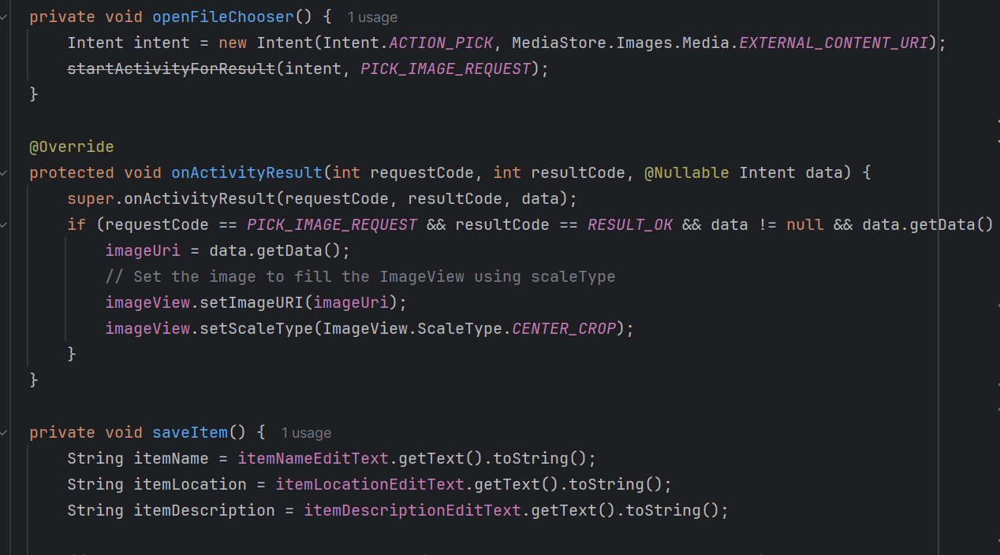 private void openFileChooser() { 1 usage
    Intent intent = new Intent(Intent.ACTION_PICK, MediaStore.Images.Media.EXTERNAL_CONTENT_URI);
    startActivityForResult(intent, PICK_IMAGE_REQUEST);
}
@Override
protected void onActivityResult(int requestCode, int resultCode, @Nullable Intent data) {
    super.onActivityResult(requestCode, resultCode, data);
    if (requestCode == PICK_IMAGE_REQUEST && resultCode == RESULT_OK && data != null && data.getData()
        imageUri = data.getData();
        // Set the image to fill the ImageView using scaleType
        imageView.setImageURI(imageUri);
        imageView.setScaleType(ImageView.ScaleType.CENTER_CROP);
    }
}
private void saveItem() { 1 usage
    String itemName = itemNameEditText.getText().toString();
    String itemLocation = itemLocationEditText.getText().toString();
    String itemDescription = itemDescriptionEditText.getText().toString();